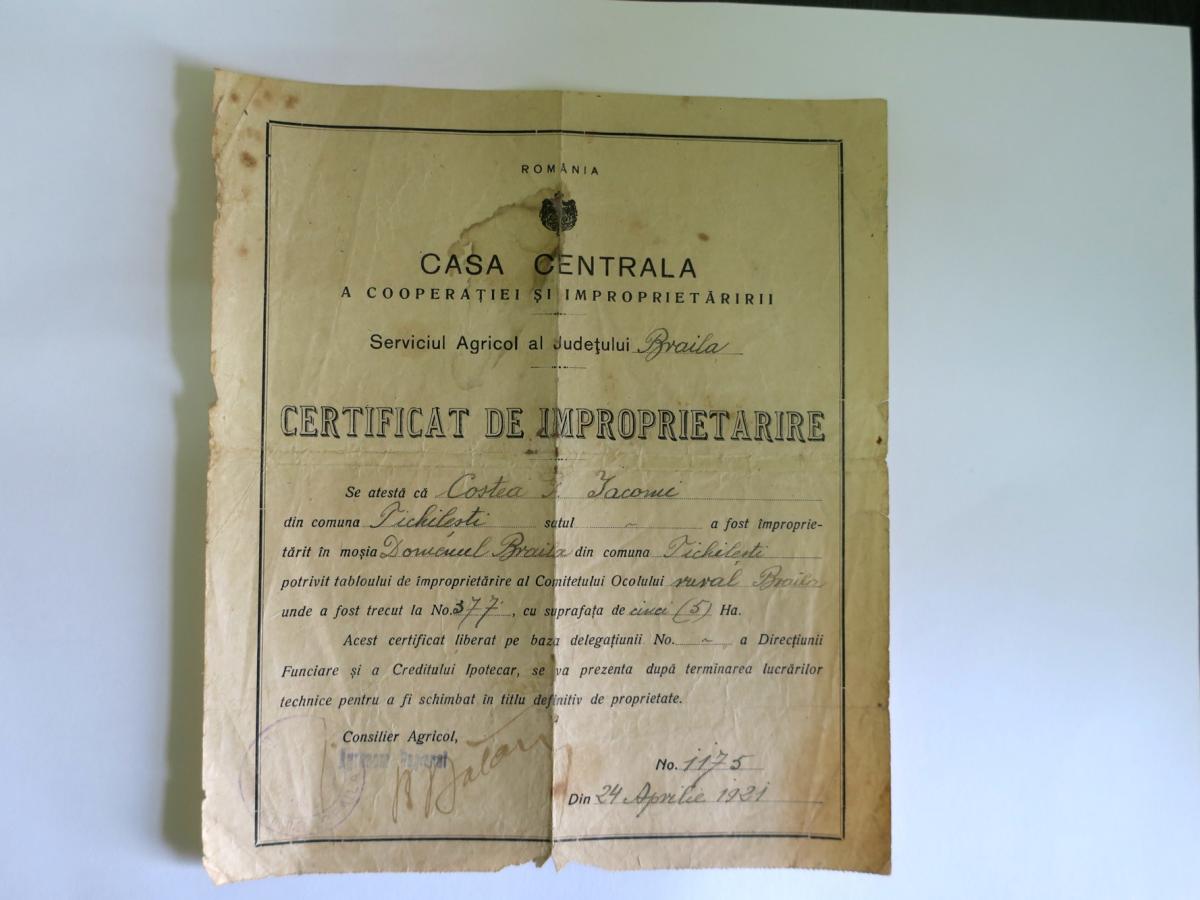 ROMÂNIA
CASA CENTRALA
A COOPERAŢIEI ŞI IMPROPRIETĂRIRII
Serviciul Agricol al Judeţului Braila
CERTIFICAT DE IMPROPRIETARIRE
Se atestă că Costea I. Iacomi
din comuna Tichileşti satul ~ a fost împroprie-
tărit în moşia Domeniul Braila din comuna Tichileşti
potrivit tabloului de împroprietărire al Comitetului Ocolului rural Braila
unde a fost trecut la No. 377, cu suprafaţa de cinci (5) Ha.
Acest certificat liberat pe baza delegaţiunii No. ~ a Direcţiunii
Funciare şi a Creditului Ipotecar, se va prezenta după terminarea lucrărilor
technice pentru a fi schimbat în titlu definitiv de proprietate.
Consilier Agricol,
Agronom Regional
No. 1175
Din 24 Aprilie 1921